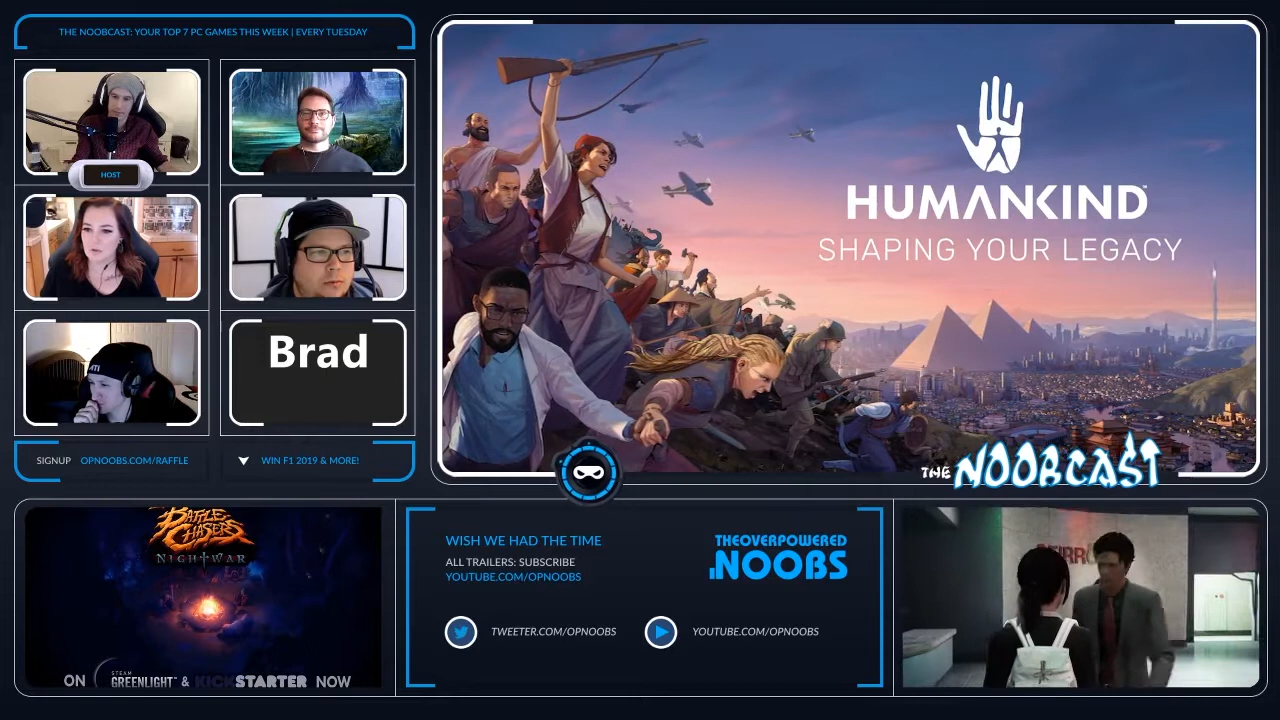 THE NOOBCAST: YOUR TOP 7 PC GAMES THIS WEEK | EVERY TUESDAY
HOST
Brad
SIGNUP OPNOOBS.COM/RAFFLE
WIN F1 2019 & MORE!
HUMANKIND™
SHAPING YOUR LEGACY
THE NOOBCAST
BATTLE
CHASERS
NIGHTWAR
ON STEAM GREENLIGHT™ & KICKSTARTER NOW
WISH WE HAD THE TIME
ALL TRAILERS: SUBSCRIBE
YOUTUBE.COM/OPNOOBS
THEOVERPOWERED
.NOOBS
TWEETER.COM/OPNOOBS
YOUTUBE.COM/OPNOOBS